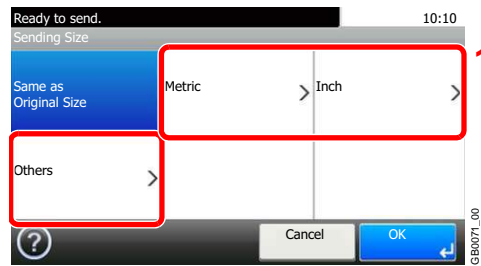 Ready to send. 10:10
Sending Size
Same as
Original Size
Metric
Inch
1
Others
Cancel
OK
GB0071_00